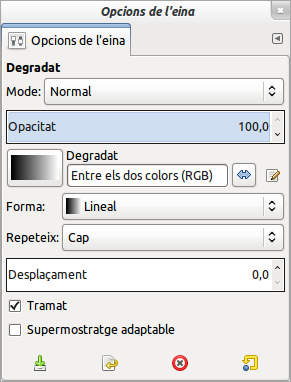 Opcions de l'eina
Opcions de l'eina
Degradat
Mode: Normal
Opacitat 100,0
Degradat
Entre els dos colors (RGB)
Forma: Lineal
Repeteix: Cap
Desplaçament 0,0
Tramat
Supermostratge adaptable